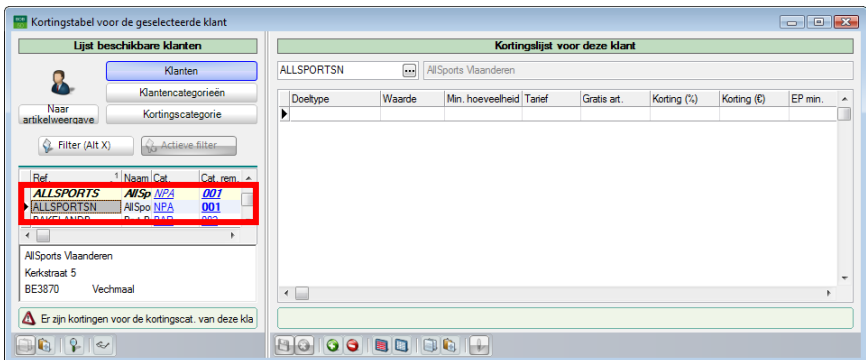 Kortingstabel voor de geselecteerde klant
Lijst beschikbare klanten
Klanten
Klantencategorieën
Naar artikelweergave
Kortingscategorie
Filter (Alt X)
Actieve filter
Ref. 1 Naam Cat. Cat. rem.
ALLSPORTS AllSp NPA 001
ALLSPORTSN AllSpo NPA 001
AllSports Vlaanderen
Kerkstraat 5
BE3870 Vechmaal
Er zijn kortingen voor de kortingscat. van deze kla
Kortingslijst voor deze klant
ALLSPORTSN ... AllSports Vlaanderen
Doeltype Waarde Min. hoeveelheid Tarief Gratis art. Korting (%) Korting (€) EP min.